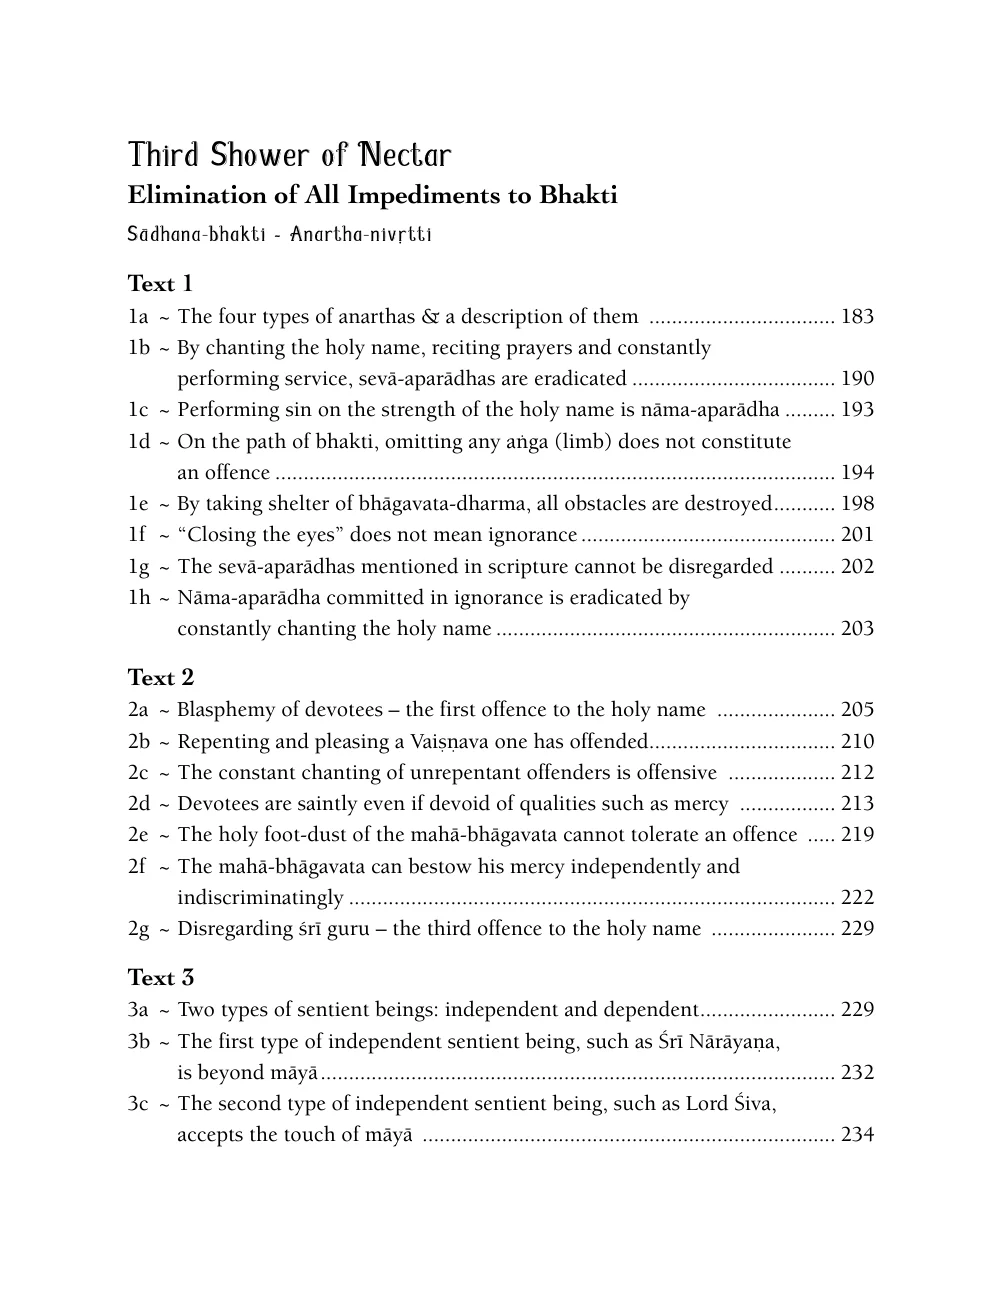 Third Shower of Nectar
Elimination of All Impediments to Bhakti
Sādhana-bhakti - Anartha-nivṛtti
Text 1
1a ~ The four types of anarthas & a description of them ................................. 183
1b ~ By chanting the holy name, reciting prayers and constantly
performing service, sevā-aparādhas are eradicated .................................... 190
1c ~ Performing sin on the strength of the holy name is nāma-aparādha ......... 193
1d ~ On the path of bhakti, omitting any aṅga (limb) does not constitute
an offence ................................................................................................... 194
1e ~ By taking shelter of bhāgavata-dharma, all obstacles are destroyed........... 198
1f ~ “Closing the eyes” does not mean ignorance ............................................. 201
1g ~ The sevā-aparādhas mentioned in scripture cannot be disregarded .......... 202
1h ~ Nāma-aparādha committed in ignorance is eradicated by
constantly chanting the holy name ............................................................ 203
Text 2
2a ~ Blasphemy of devotees – the first offence to the holy name ..................... 205
2b ~ Repenting and pleasing a Vaiṣṇava one has offended................................. 210
2c ~ The constant chanting of unrepentant offenders is offensive ................... 212
2d ~ Devotees are saintly even if devoid of qualities such as mercy ................. 213
2e ~ The holy foot-dust of the mahā-bhāgavata cannot tolerate an offence ..... 219
2f ~ The mahā-bhāgavata can bestow his mercy independently and
indiscriminatingly ...................................................................................... 222
2g ~ Disregarding śrī guru – the third offence to the holy name ...................... 229
Text 3
3a ~ Two types of sentient beings: independent and dependent........................ 229
3b ~ The first type of independent sentient being, such as Śrī Nārāyaṇa,
is beyond māyā........................................................................................... 232
3c ~ The second type of independent sentient being, such as Lord Śiva,
accepts the touch of māyā ......................................................................... 234